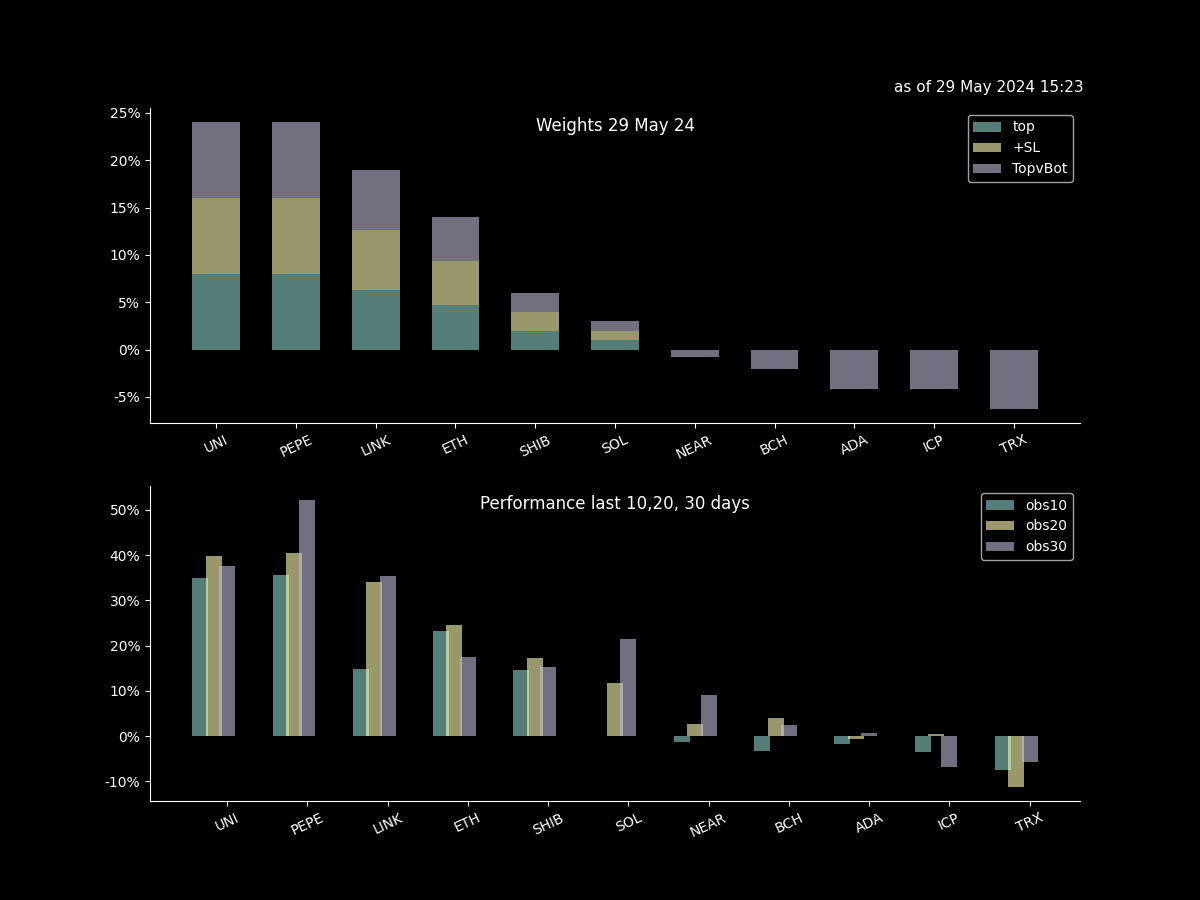 as of 29 May 2024 15:23
Weights 29 May 24
top
+SL
TopvBot
25%
20%
15%
10%
5%
0%
-5%
UNI PEPE LINK ETH SHIB SOL NEAR BCH ADA ICP TRX
Performance last 10,20, 30 days
obs10
obs20
obs30
50%
40%
30%
20%
10%
0%
-10%
UNI PEPE LINK ETH SHIB SOL NEAR BCH ADA ICP TRX